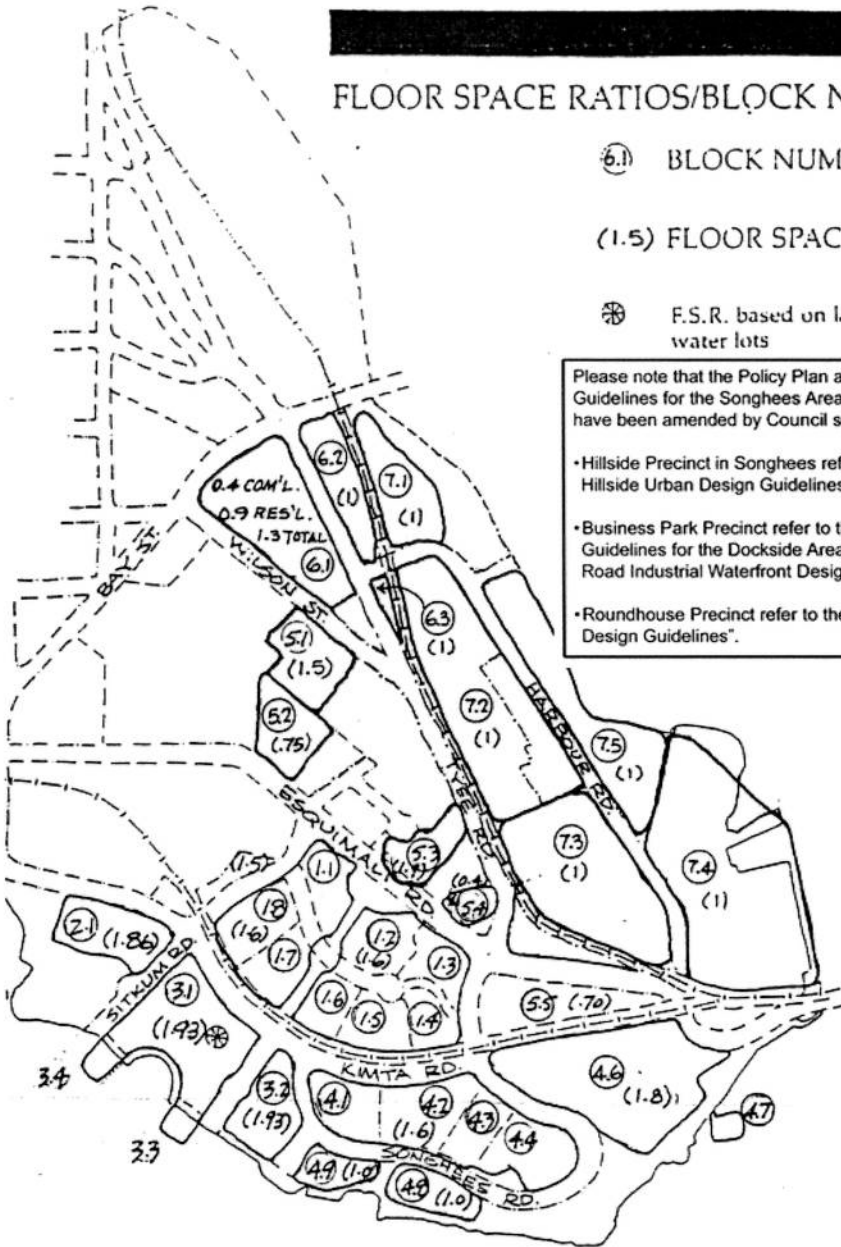 FLOOR SPACE RATIOS/BLOCK N
6.1 BLOCK NUM
(1.5) FLOOR SPAC
F.S.R. based on l
water lots
Please note that the Policy Plan a
Guidelines for the Songhees Area
have been amended by Council s
•Hillside Precinct in Songhees ref
Hillside Urban Design Guidelines
•Business Park Precinct refer to t
Guidelines for the Dockside Area
Road Industrial Waterfront Desig
•Roundhouse Precinct refer to the
Design Guidelines".
6.2
(1)
7.1
(1)
0.4 COM'L.
0.9 RES'L.
1.3 TOTAL
6.1
BAY ST.
WILSON ST.
6.3
(1)
5.1
(1.5)
5.2
(.75)
7.2
(1)
HARBOUR RD.
7.5
(1)
TYEE RD
ESQUIMALT RD.
5.3
7.3
(1)
7.4
(1)
(0.4)
5.4
(1.5)
1.1
1.8
(1.6)
1.7
1.2
(1.6)
1.3
1.6
1.5
1.4
5.5 (.70)
2.1
(1.86)
SITKUM RD.
3.1
(1.93)
KIMTA RD.
4.6
(1.8)
3.4
3.2
(1.93)
4.1
4.2
(1.6)
4.3
4.4
4.7
3.3
SONGHEES RD.
4.9 (1.0)
4.8 (1.0)